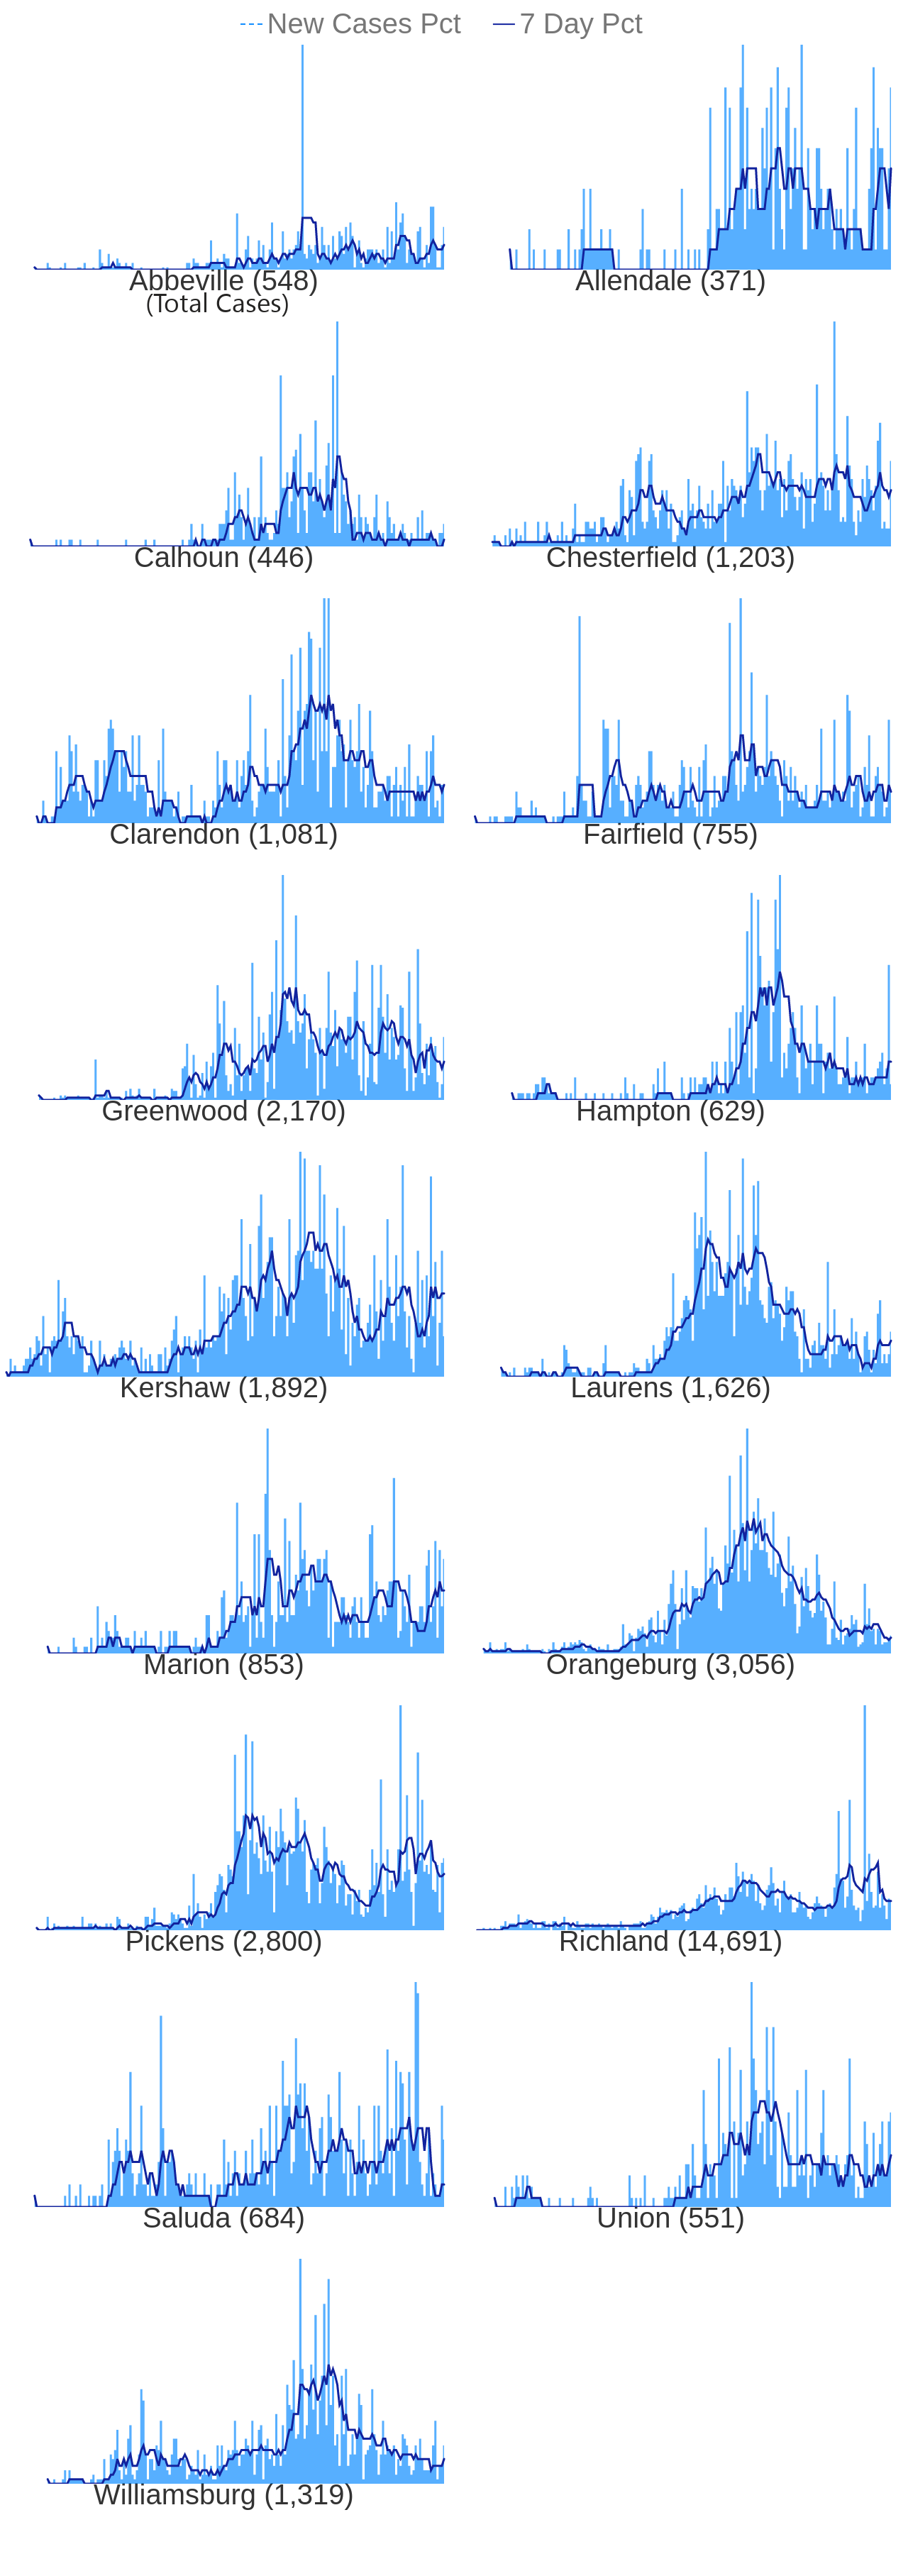 New Cases Pct 7 Day Pct
Abbeville (548) Allendale (371)
(Total Cases)
Calhoun (446) Chesterfield (1,203)
Clarendon (1,081) Fairfield (755)
Greenwood (2,170) Hampton (629)
Kershaw (1,892) Laurens (1,626)
Marion (853) Orangeburg (3,056)
Pickens (2,800) Richland (14,691)
Saluda (684) Union (551)
Williamsburg (1,319)